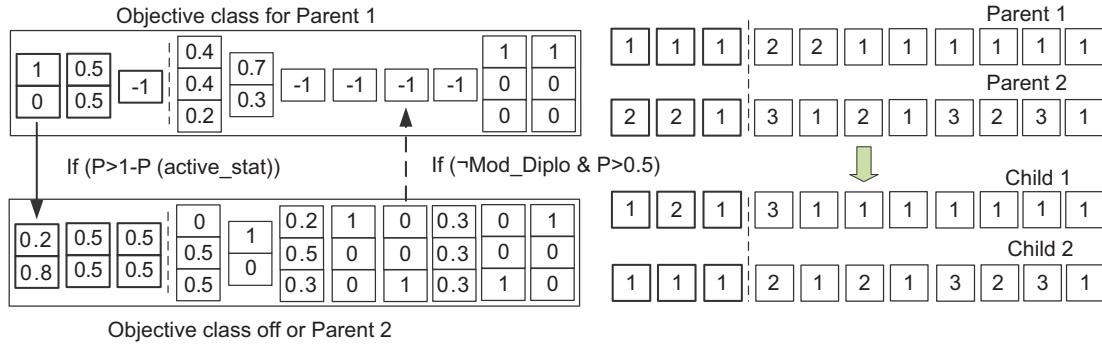 Objective class for Parent 1
1 0.5 -1 0.4 0.7 -1 -1 -1 -1 1 1
0 0.5 0.4 0.3 0 0
0.2 0 0
If (P>1-P (active_stat))
If (¬Mod_Diplo & P>0.5)
0.2 0.5 0.5 0 1 0.2 1 0 0.3 0 1
0.8 0.5 0.5 0.5 0 0.5 0 0 0.3 0 0
0.5 0.3 0 1 0.3 1 0
Objective class off or Parent 2
Parent 1
1 1 1 2 2 1 1 1 1 1 1
Parent 2
2 2 1 3 1 2 1 3 2 3 1
Child 1
1 2 1 3 1 1 1 1 1 1 1
Child 2
1 1 1 2 1 2 1 3 2 3 1